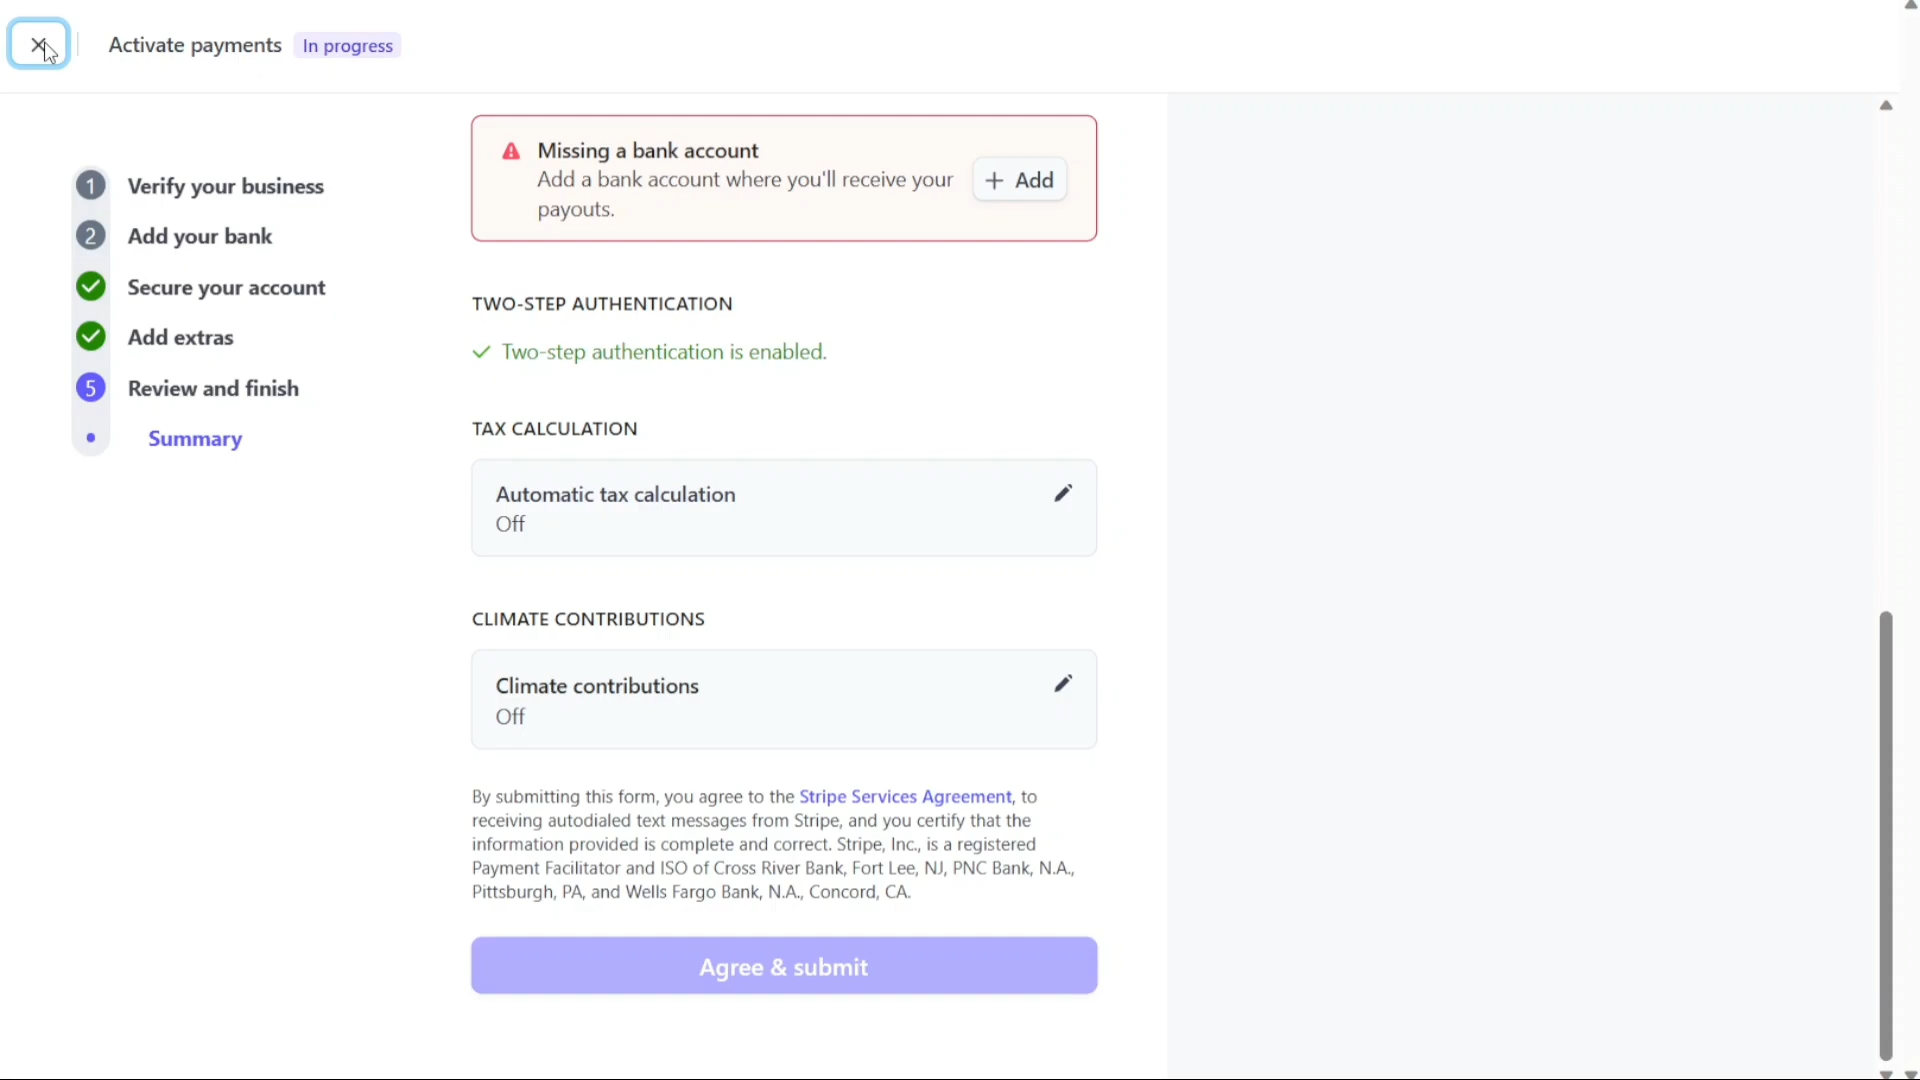 Activate payments In progress
1 Verify your business
2 Add your bank
Secure your account
Add extras
5 Review and finish
Summary
Missing a bank account
Add a bank account where you'll receive your
payouts.
+ Add
TWO-STEP AUTHENTICATION
Two-step authentication is enabled.
TAX CALCULATION
Automatic tax calculation
Off
CLIMATE CONTRIBUTIONS
Climate contributions
Off
By submitting this form, you agree to the Stripe Services Agreement, to
receiving autodialed text messages from Stripe, and you certify that the
information provided is complete and correct. Stripe, Inc., is a registered
Payment Facilitator and ISO of Cross River Bank, Fort Lee, NJ, PNC Bank, N.A.,
Pittsburgh, PA, and Wells Fargo Bank, N.A., Concord, CA.
Agree & submit